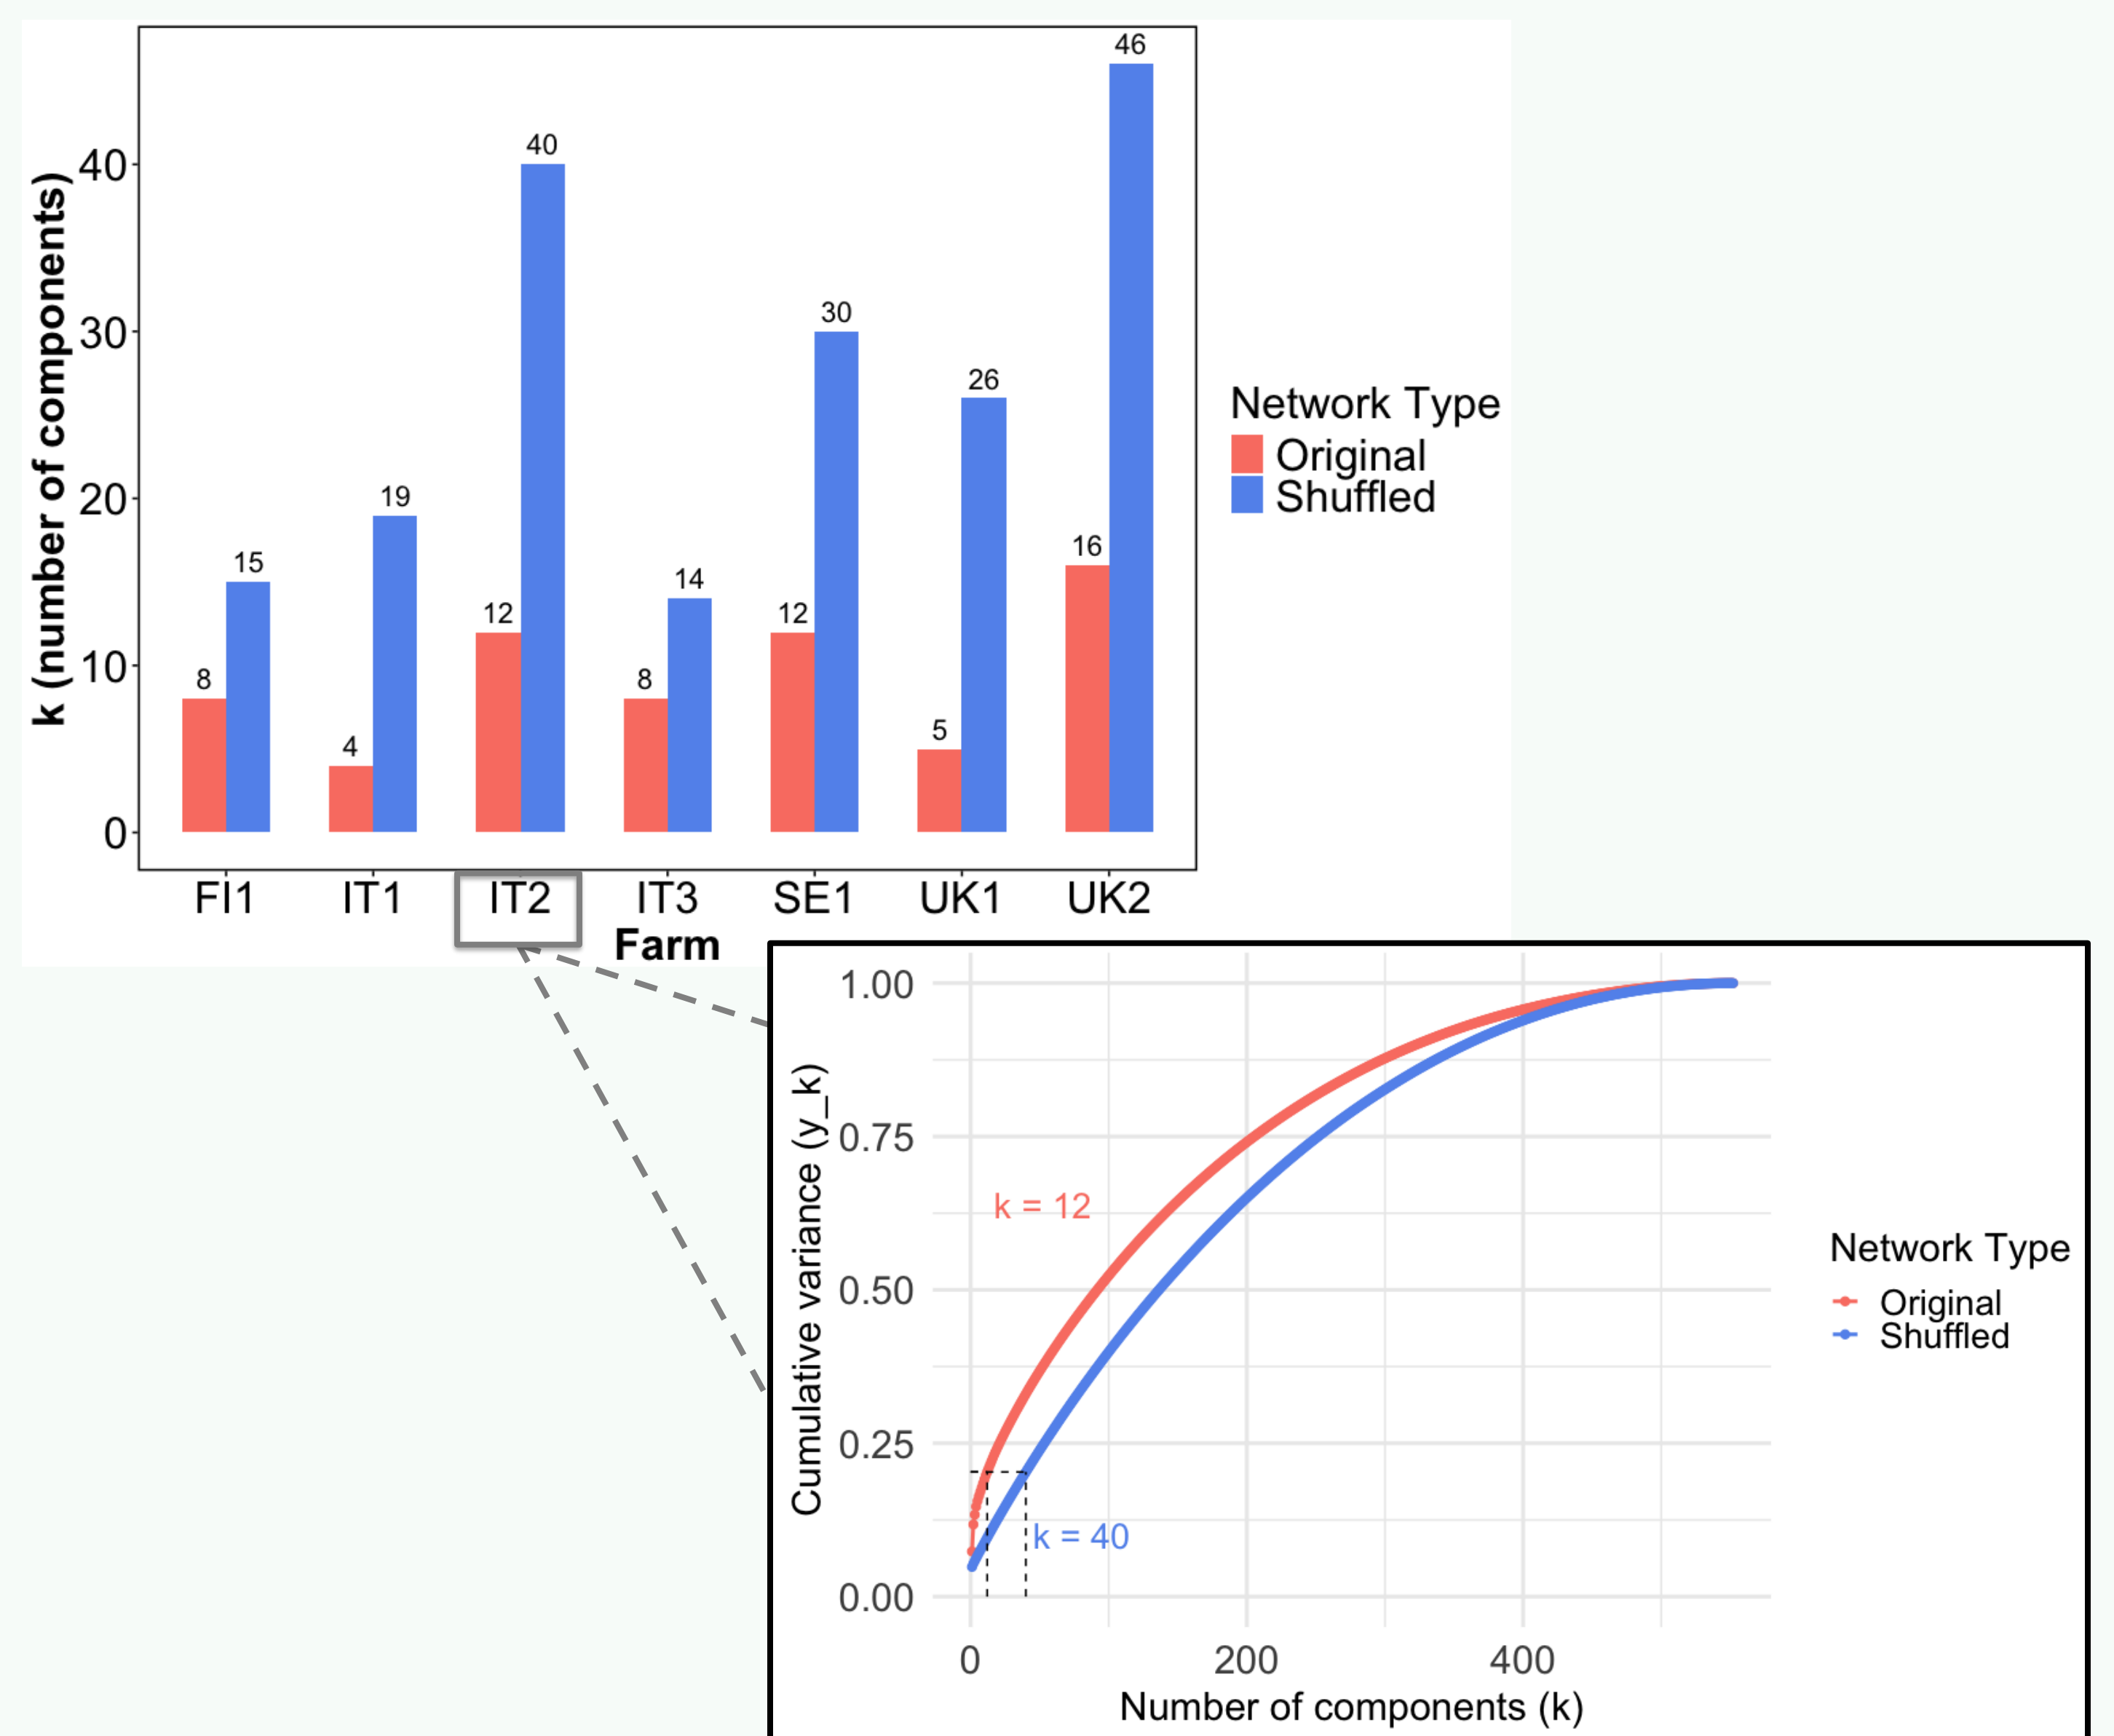 46
40
40
k (number of components)
30
30
26
Network Type
Original
Shuffled
20
19
16
15
14
12
12
10
8
8
5
4
0
FI1 IT1 IT2 IT3 SE1 UK1 UK2
Farm
1.00
Cumulative variance (y_k)
0.75
k = 12
0.50
Network Type
Original
Shuffled
0.25
k = 40
0.00
0 200 400
Number of components (k)